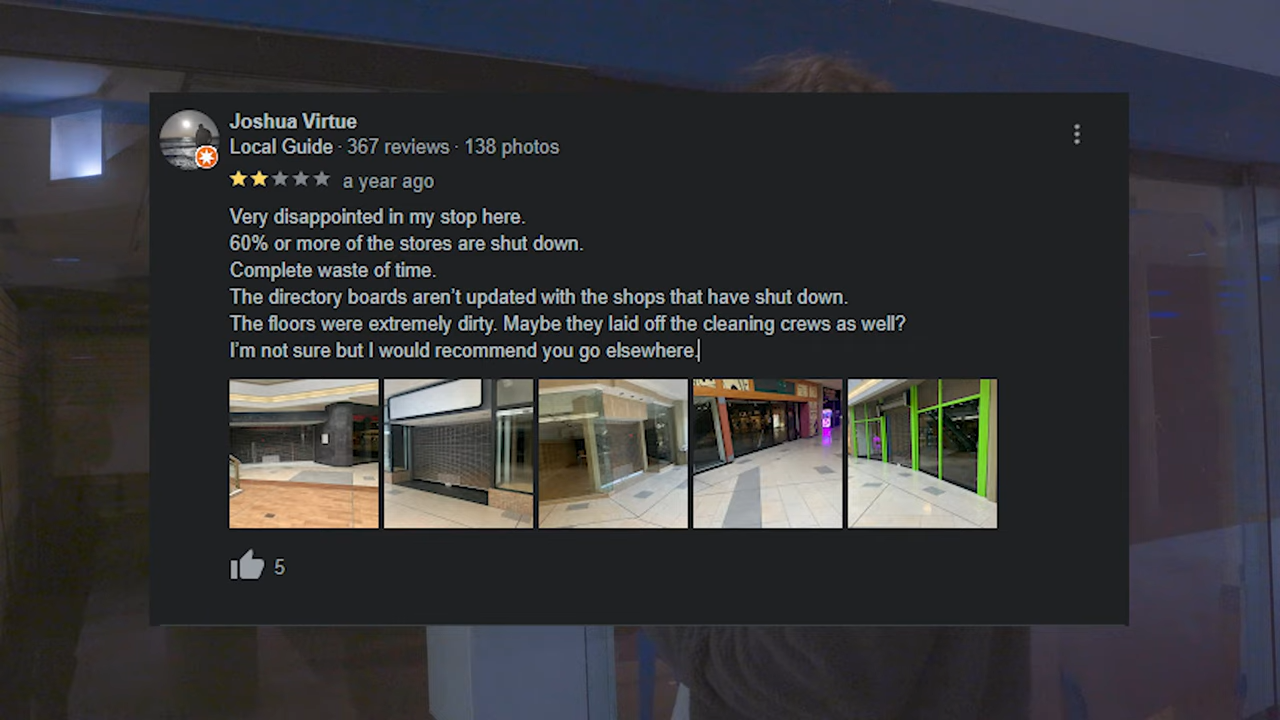 Joshua Virtue
Local Guide · 367 reviews · 138 photos
a year ago
Very disappointed in my stop here.
60% or more of the stores are shut down.
Complete waste of time.
The directory boards aren’t updated with the shops that have shut down.
The floors were extremely dirty. Maybe they laid off the cleaning crews as well?
I’m not sure but I would recommend you go elsewhere.
5